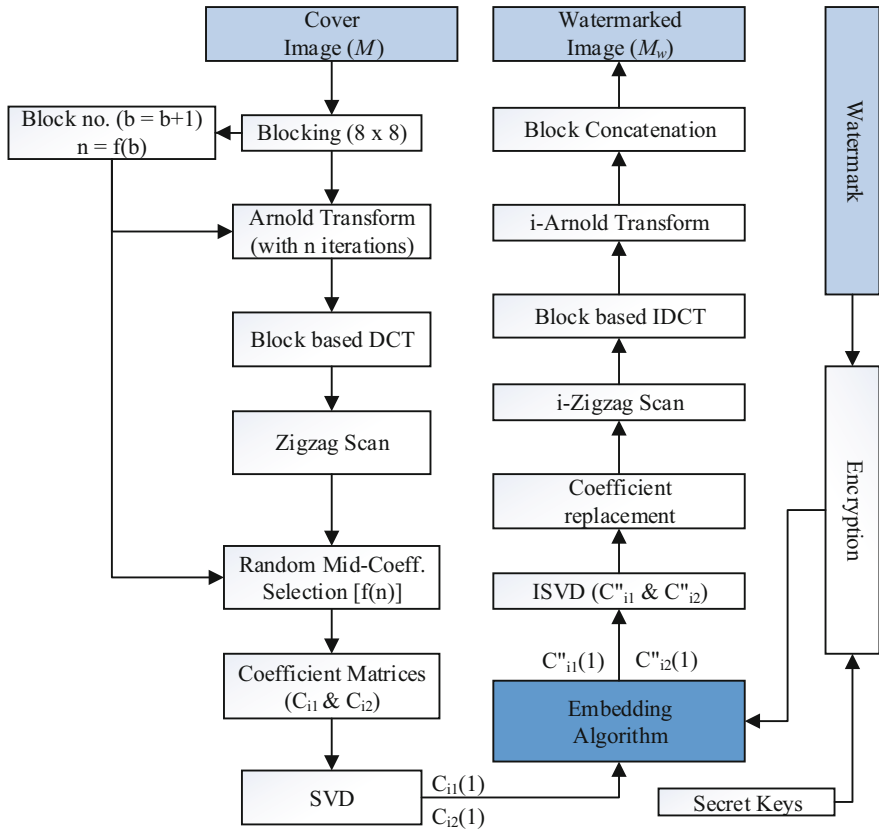 Cover
Image (M)
Block no. (b = b+1)
n = f(b)
Blocking (8 x 8)
Arnold Transform
(with n iterations)
Block based DCT
Zigzag Scan
Random Mid-Coeff.
Selection [f(n)]
Coefficient Matrices
(Ci1 & Ci2)
SVD
Ci1(1)
Ci2(1)
Watermarked
Image (Mw)
Block Concatenation
i-Arnold Transform
Block based IDCT
i-Zigzag Scan
Coefficient
replacement
ISVD (C"i1 & C"i2)
C"i1(1) C"i2(1)
Embedding
Algorithm
Watermark
Encryption
Secret Keys